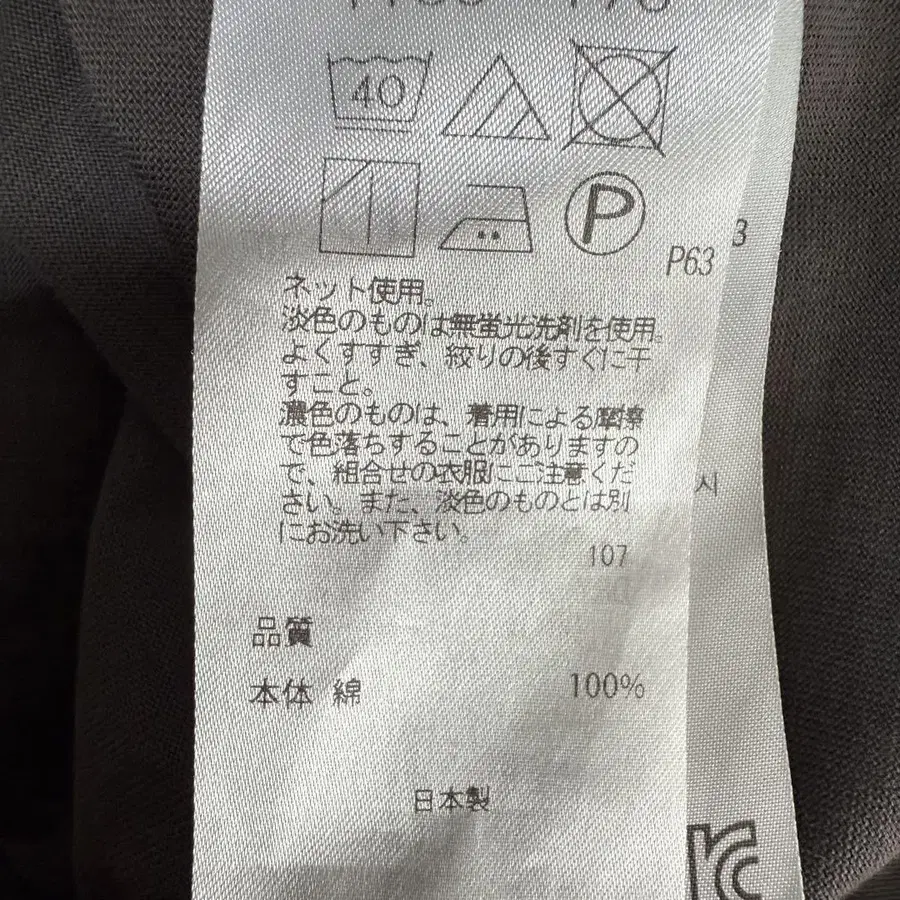 40
P
P63
3
ネット使用。
淡色のものは無蛍光洗剤を使用。
よくすすぎ、絞りの後すぐに干
すこと。
濃色のものは、着用による摩擦
で色落ちすることがありますの
で、組合せの衣服にご注意くだ
さい。また、淡色のものとは別
にお洗い下さい。
시
107
品質
本体 綿 100%
日本製